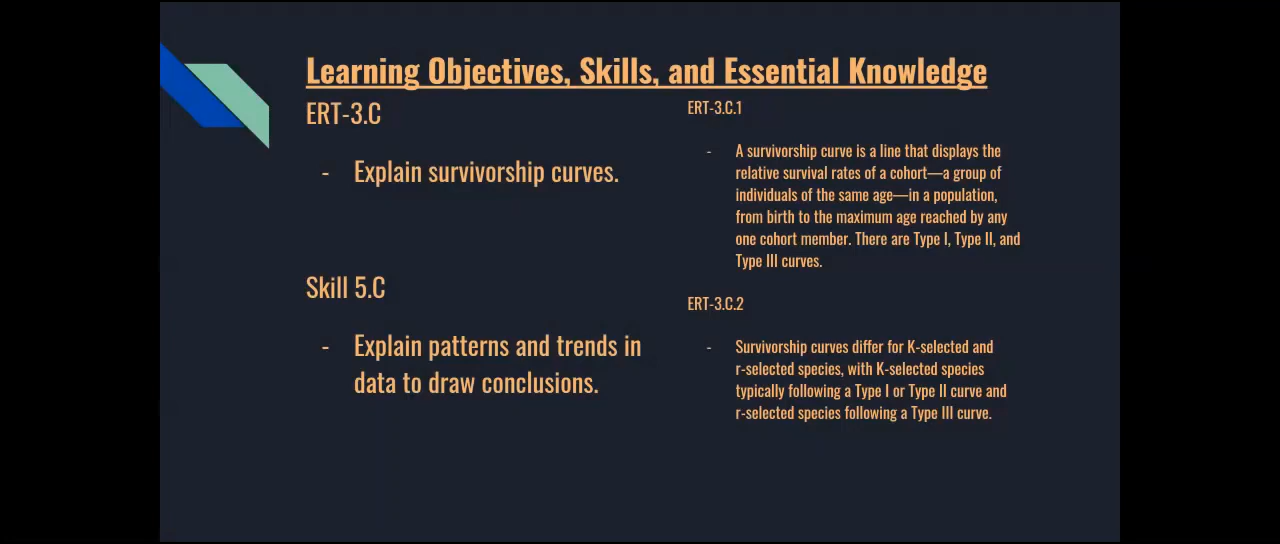 Learning Objectives, Skills, and Essential Knowledge
ERT-3.C
- Explain survivorship curves.
Skill 5.C
- Explain patterns and trends in
data to draw conclusions.
ERT-3.C.1
- A survivorship curve is a line that displays the
relative survival rates of a cohort—a group of
individuals of the same age—in a population,
from birth to the maximum age reached by any
one cohort member. There are Type I, Type II, and
Type III curves.
ERT-3.C.2
- Survivorship curves differ for K-selected and
r-selected species, with K-selected species
typically following a Type I or Type II curve and
r-selected species following a Type III curve.